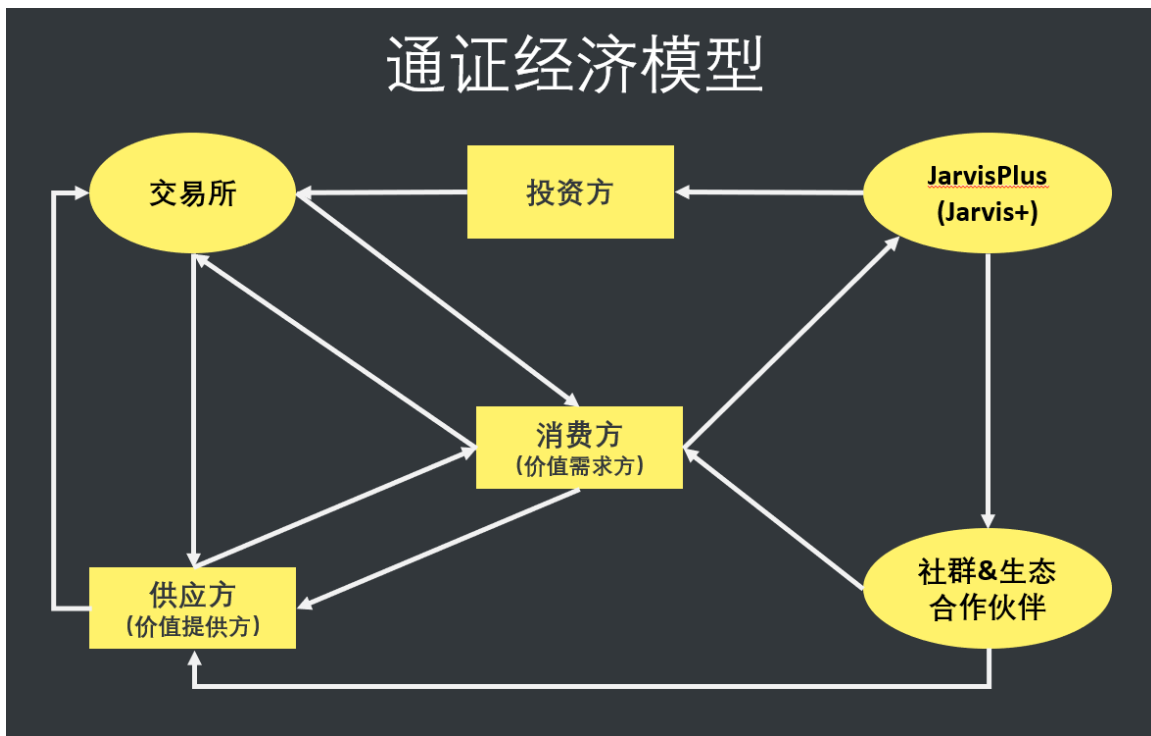 通证经济模型
交易所
投资方
JarvisPlus
(Jarvis+)
消费方
(价值需求方)
供应方
(价值提供方)
社群&生态
合作伙伴